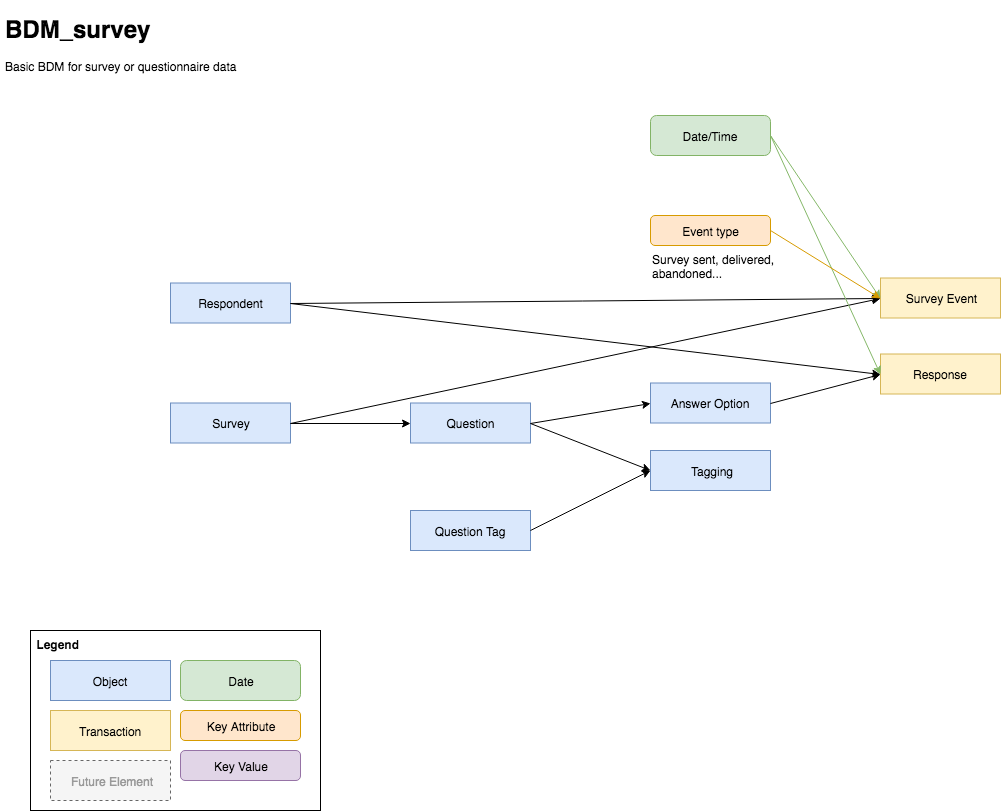 BDM_survey
Basic BDM for survey or questionnaire data
Date/Time
Event type
Survey sent, delivered,
abandoned...
Respondent
Survey Event
Response
Survey
Question
Answer Option
Tagging
Question Tag
Legend
Object
Date
Transaction
Key Attribute
Future Element
Key Value